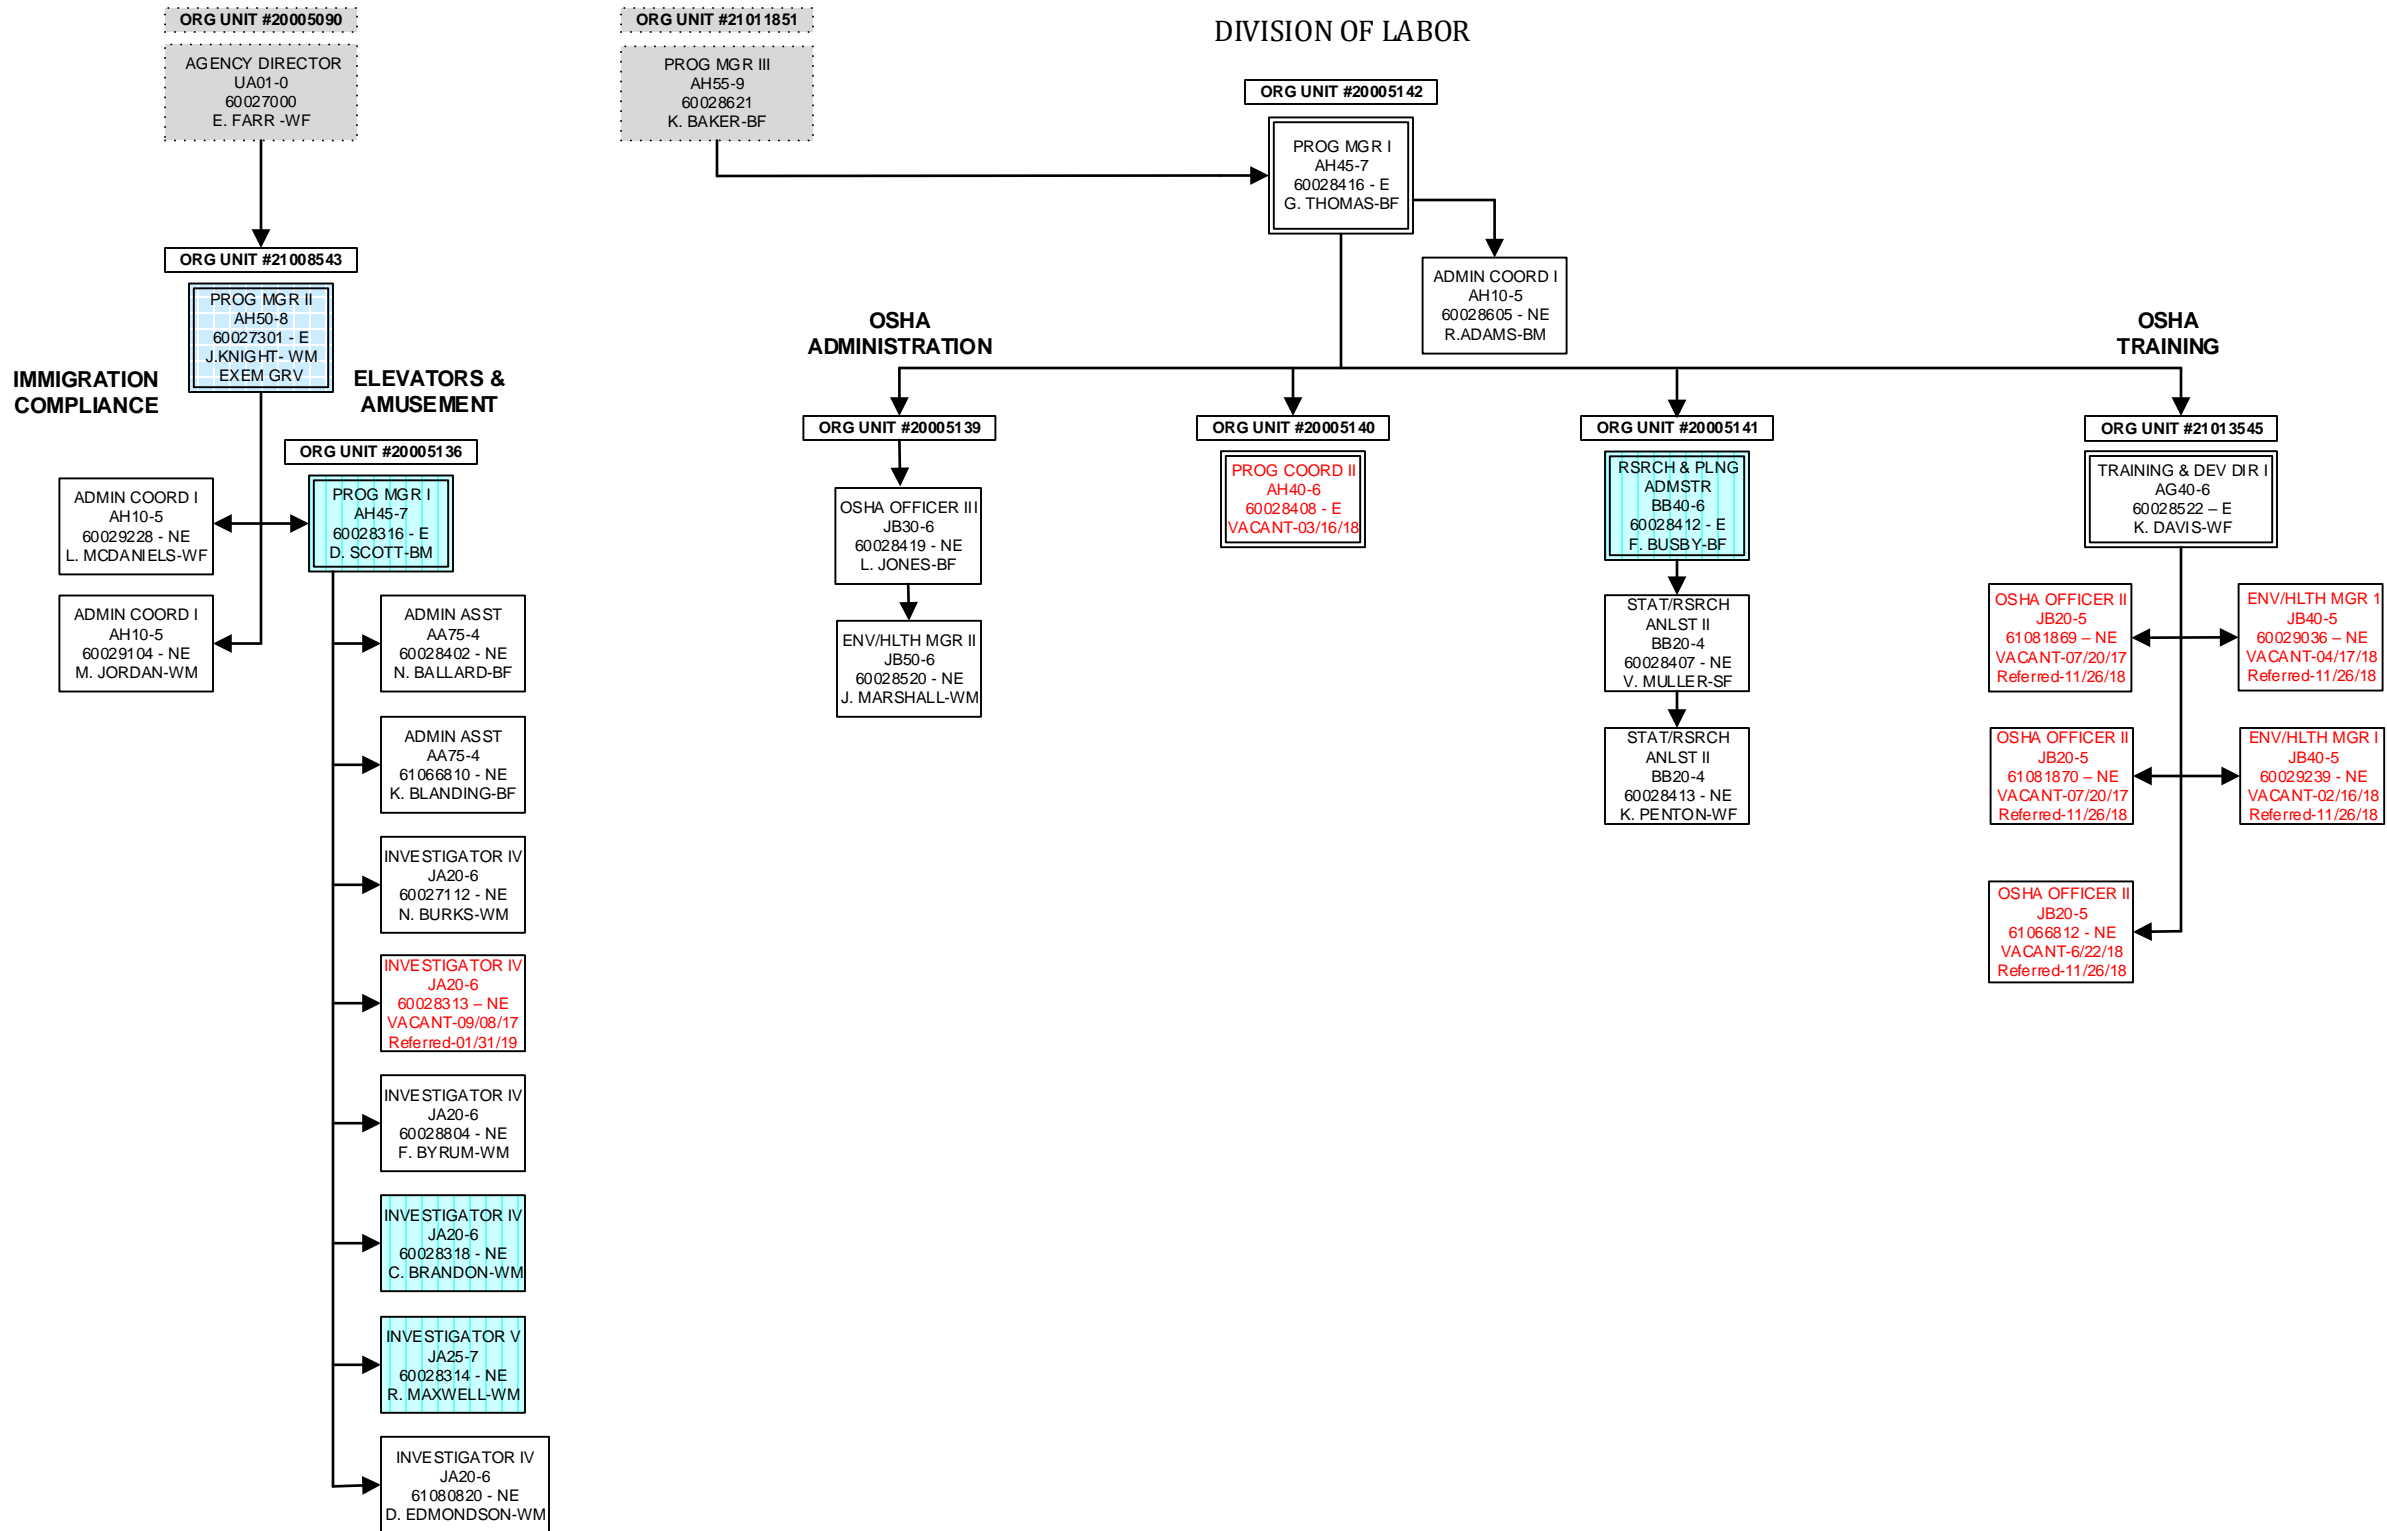 DIVISION OF LABOR
ORG UNIT #20005090
AGENCY DIRECTOR
UA01-0
60027000
E. FARR -WF
ORG UNIT #21011851
PROG MGR III
AH55-9
60028621
K. BAKER-BF
ORG UNIT #20005142
PROG MGR I
AH45-7
60028416 - E
G. THOMAS-BF
ADMIN COORD I
AH10-5
60028605 - NE
R.ADAMS-BM
ORG UNIT #21008543
PROG MGR II
AH50-8
60027301 - E
J.KNIGHT- WM
EXEM GRV
IMMIGRATION
COMPLIANCE
ELEVATORS &
AMUSEMENT
ORG UNIT #20005136
ADMIN COORD I
AH10-5
60029228 - NE
L. MCDANIELS-WF
PROG MGR I
AH45-7
60028316 - E
D. SCOTT-BM
ADMIN COORD I
AH10-5
60029104 - NE
M. JORDAN-WM
ADMIN ASST
AA75-4
60028402 - NE
N. BALLARD-BF
ADMIN ASST
AA75-4
61066810 - NE
K. BLANDING-BF
INVESTIGATOR IV
JA20-6
60027112 - NE
N. BURKS-WM
INVESTIGATOR IV
JA20-6
60028313 – NE
VACANT-09/08/17
Referred-01/31/19
INVESTIGATOR IV
JA20-6
60028804 - NE
F. BYRUM-WM
INVESTIGATOR IV
JA20-6
60028318 - NE
C. BRANDON-WM
INVESTIGATOR V
JA25-7
60028314 - NE
R. MAXWELL-WM
INVESTIGATOR IV
JA20-6
61080820 - NE
D. EDMONDSON-WM
OSHA
ADMINISTRATION
ORG UNIT #20005139
OSHA OFFICER III
JB30-6
60028419 - NE
L. JONES-BF
ENV/HLTH MGR II
JB50-6
60028520 - NE
J. MARSHALL-WM
ORG UNIT #20005140
PROG COORD II
AH40-6
60028408 - E
VACANT-03/16/18
ORG UNIT #20005141
RSRCH & PLNG
ADMSTR
BB40-6
60028412 - E
F. BUSBY-BF
STAT/RSRCH
ANLST II
BB20-4
60028407 - NE
V. MULLER-SF
STAT/RSRCH
ANLST II
BB20-4
60028413 - NE
K. PENTON-WF
OSHA
TRAINING
ORG UNIT #21013545
TRAINING & DEV DIR I
AG40-6
60028522 – E
K. DAVIS-WF
OSHA OFFICER II
JB20-5
61081869 – NE
VACANT-07/20/17
Referred-11/26/18
ENV/HLTH MGR 1
JB40-5
60029036 – NE
VACANT-04/17/18
Referred-11/26/18
OSHA OFFICER II
JB20-5
61081870 – NE
VACANT-07/20/17
Referred-11/26/18
ENV/HLTH MGR I
JB40-5
60029239 - NE
VACANT-02/16/18
Referred-11/26/18
OSHA OFFICER II
JB20-5
61066812 - NE
VACANT-6/22/18
Referred-11/26/18